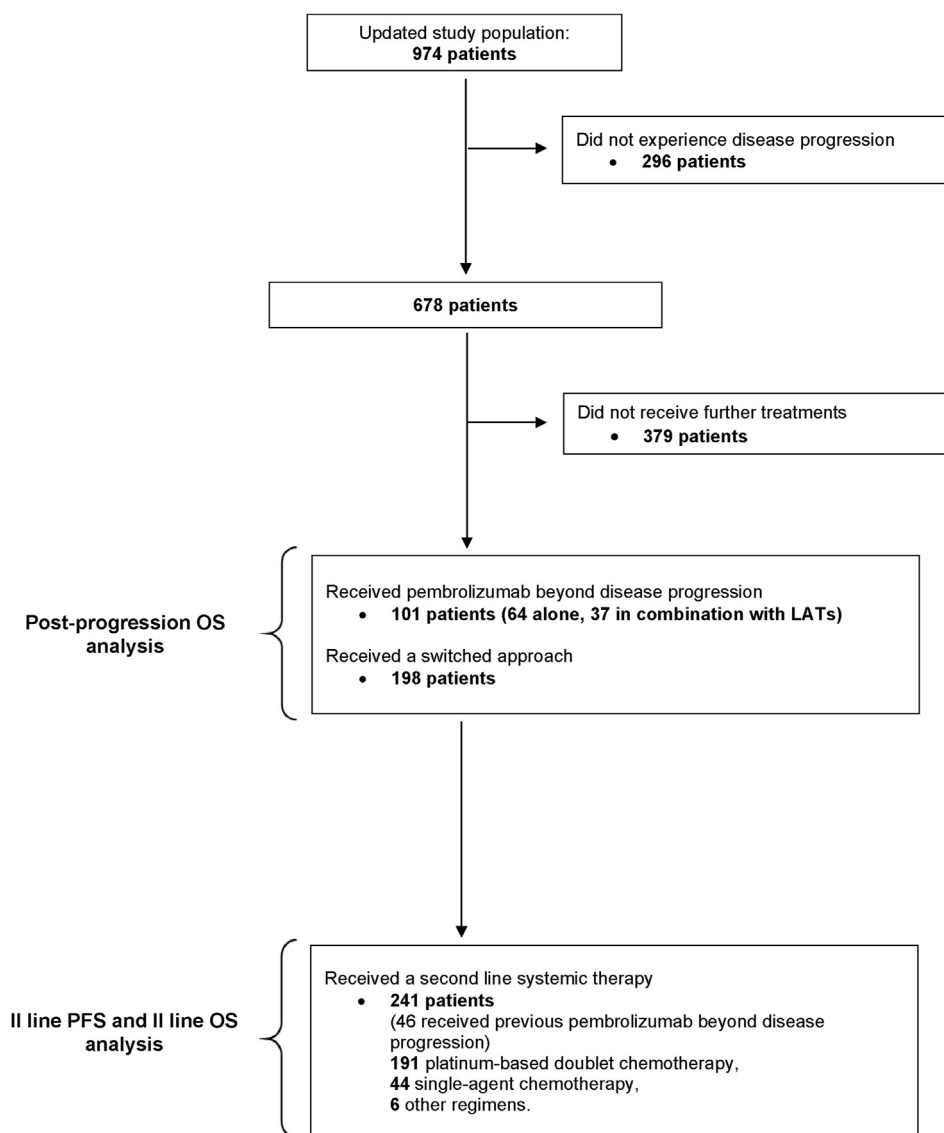 Updated study population:
974 patients
Did not experience disease progression
• 296 patients
678 patients
Did not receive further treatments
• 379 patients
Post-progression OS
analysis
Received pembrolizumab beyond disease progression
• 101 patients (64 alone, 37 in combination with LATs)
Received a switched approach
• 198 patients
II line PFS and II line OS
analysis
Received a second line systemic therapy
• 241 patients
(46 received previous pembrolizumab beyond disease
progression)
191 platinum-based doublet chemotherapy,
44 single-agent chemotherapy,
6 other regimens.